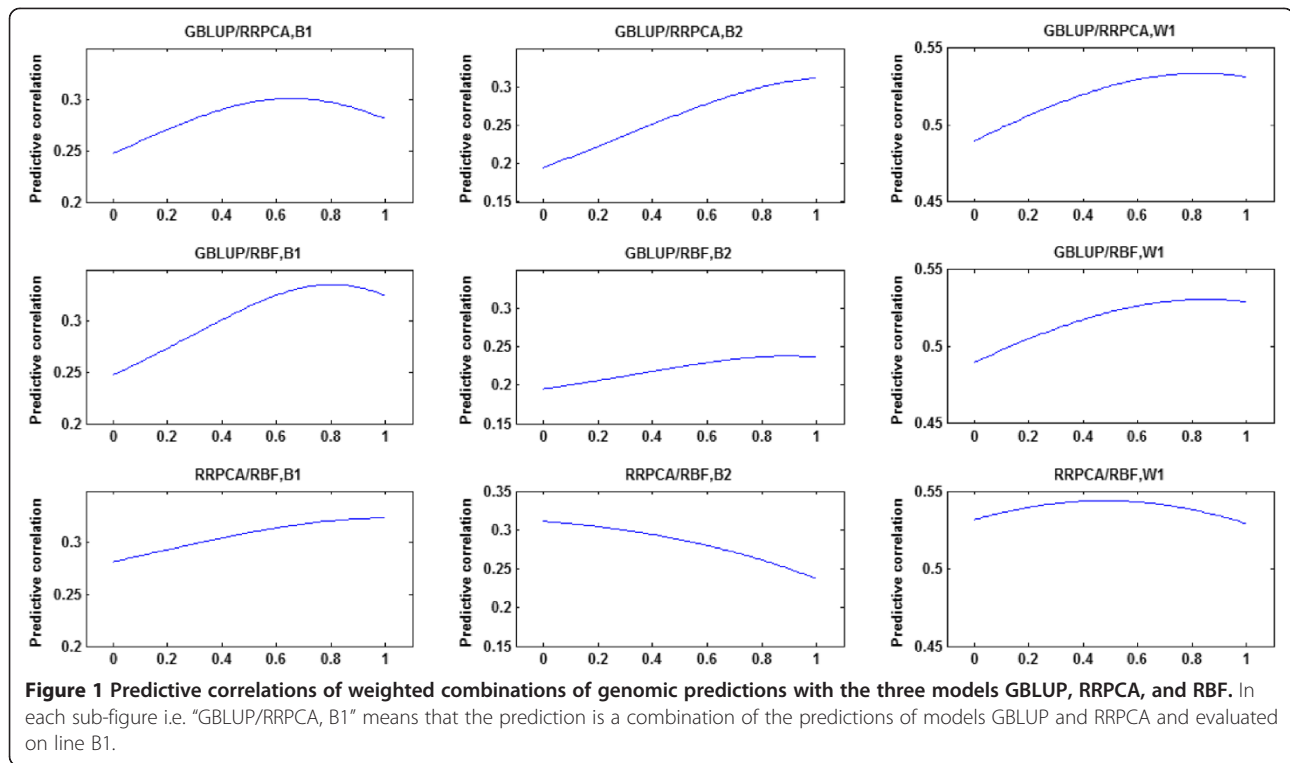 GBLUP/RRPCA,B1
Predictive correlation
0.3
0.25
0.2
0 0.2 0.4 0.6 0.8 1
GBLUP/RRPCA,B2
Predictive correlation
0.3
0.25
0.2
0.15
0 0.2 0.4 0.6 0.8 1
GBLUP/RRPCA,W1
Predictive correlation
0.55
0.5
0.45
0 0.2 0.4 0.6 0.8 1
GBLUP/RBF,B1
Predictive correlation
0.3
0.25
0.2
0 0.2 0.4 0.6 0.8 1
GBLUP/RBF,B2
Predictive correlation
0.3
0.25
0.2
0.15
0 0.2 0.4 0.6 0.8 1
GBLUP/RBF,W1
Predictive correlation
0.55
0.5
0.45
0 0.2 0.4 0.6 0.8 1
RRPCA/RBF,B1
Predictive correlation
0.3
0.25
0.2
0 0.2 0.4 0.6 0.8 1
RRPCA/RBF,B2
Predictive correlation
0.35
0.3
0.25
0.2
0.15
0 0.2 0.4 0.6 0.8 1
RRPCA/RBF,W1
Predictive correlation
0.55
0.5
0.45
0 0.2 0.4 0.6 0.8 1
Figure 1 Predictive correlations of weighted combinations of genomic predictions with the three models GBLUP, RRPCA, and RBF. In
each sub-figure i.e. “GBLUP/RRPCA, B1” means that the prediction is a combination of the predictions of models GBLUP and RRPCA and evaluated
on line B1.